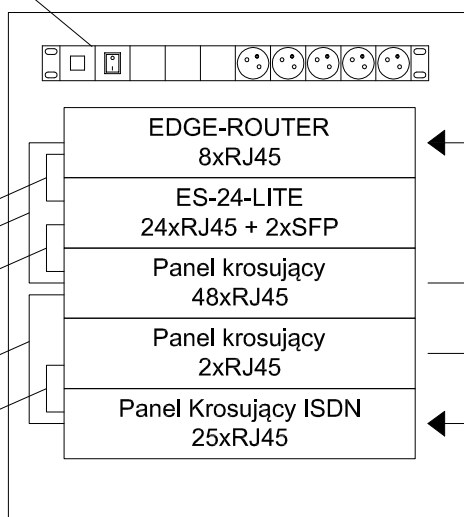 EDGE-ROUTER
8xRJ45
ES-24-LITE
24xRJ45 + 2xSFP
Panel krosujący
48xRJ45
Panel krosujący
2xRJ45
Panel Krosujący ISDN
25xRJ45